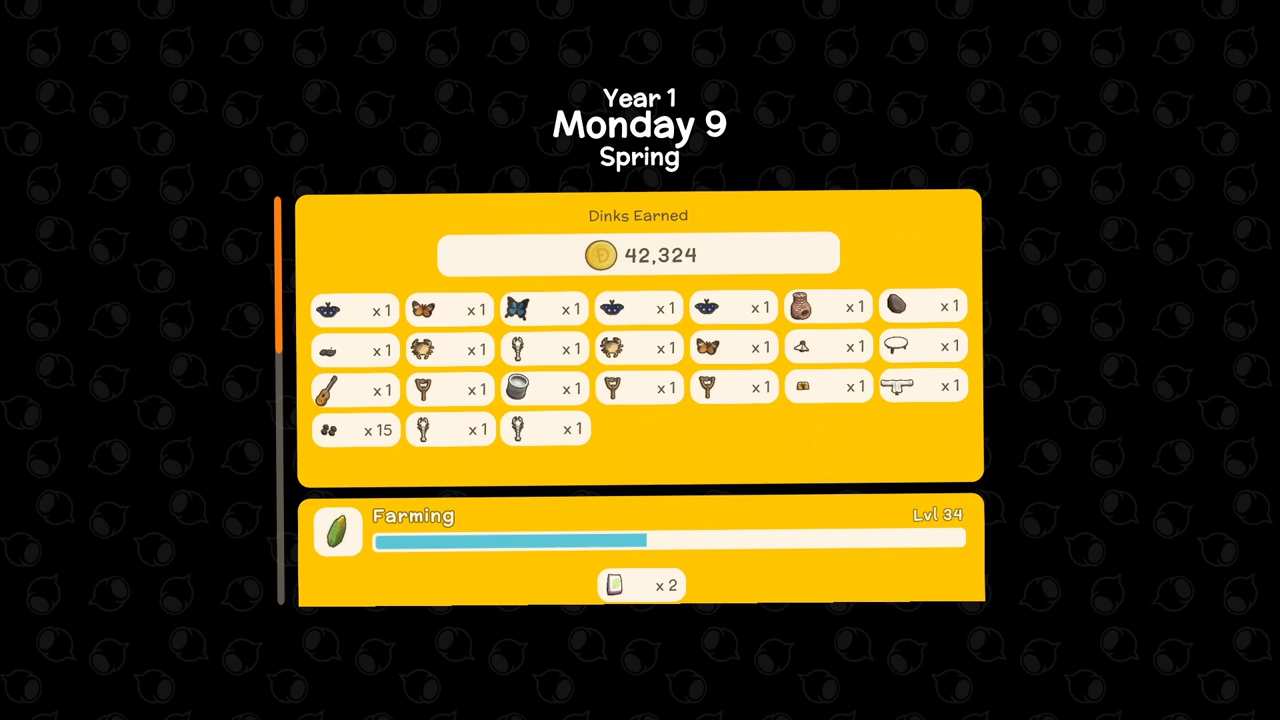 Year 1
Monday 9
Spring
Dinks Earned
42,324
x 1 x 1 x 1 x 1 x 1 x 1 x 1
x 1 x 1 x 1 x 1 x 1 x 1 x 1
x 1 x 1 x 1 x 1 x 1 x 1 x 1
x 15 x 1 x 1
Farming Lvl 34
x 2